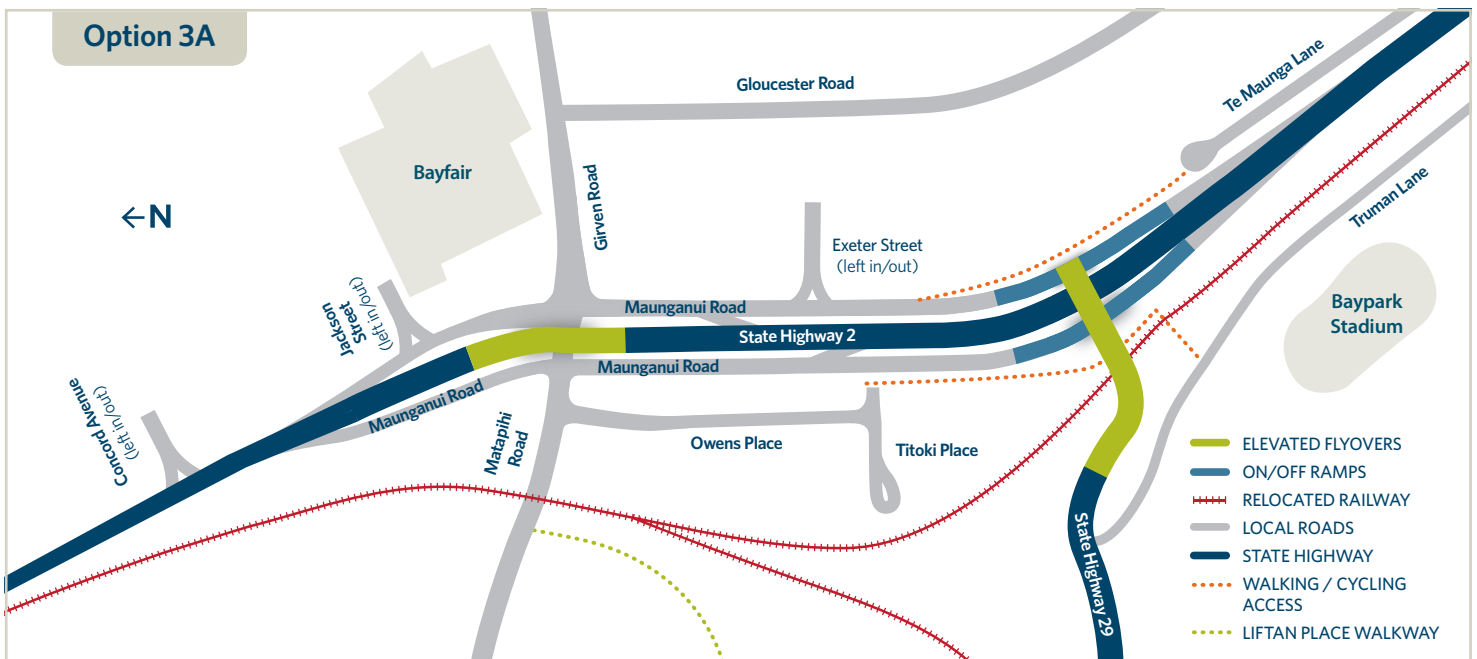 Option 3A
Gloucester Road
Te Maunga Lane
Bayfair
←N
Girven Road
Truman Lane
Exeter Street
(left in/out)
Jackson
Street
(left in/out)
Maunganui Road
Baypark
Stadium
State Highway 2
Maunganui Road
Maunganui Road
Concord Avenue
(left in/out)
Matapihi
Road
Owens Place
Titoki Place
State Highway 29
ELEVATED FLYOVERS
ON/OFF RAMPS
RELOCATED RAILWAY
LOCAL ROADS
STATE HIGHWAY
WALKING / CYCLING
ACCESS
LIFTAN PLACE WALKWAY